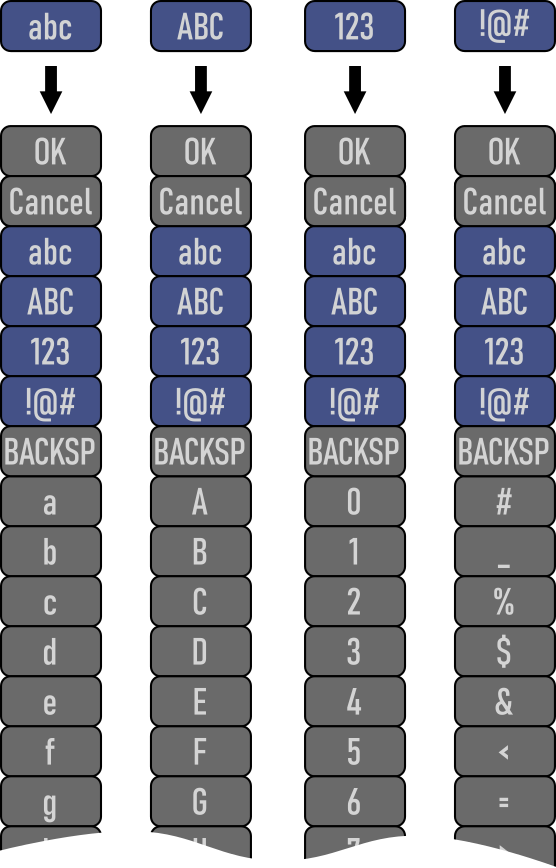 abc ABC 123 !@#
OK OK OK OK
Cancel Cancel Cancel Cancel
abc abc abc abc
ABC ABC ABC ABC
123 123 123 123
!@# !@# !@# !@#
BACKSP BACKSP BACKSP BACKSP
a A 0 #
b B 1 _
c C 2 %
d D 3 $
e E 4 &
f F 5 <
g G 6 =